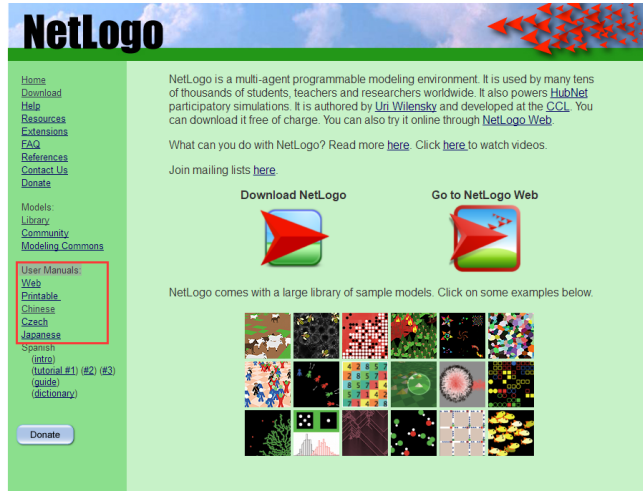 NetLogo
Home
Download
Help
Resources
Extensions
FAQ
References
Contact Us
Donate
Models:
Library
Community
Modeling Commons
User Manuals:
Web
Printable
Chinese
Czech
Japanese
Spanish
(intro)
(tutorial #1) (#2) (#3)
(guide)
(dictionary)
Donate
NetLogo is a multi-agent programmable modeling environment. It is used by many tens
of thousands of students, teachers and researchers worldwide. It also powers HubNet
participatory simulations. It is authored by Uri Wilensky and developed at the CCL. You
can download it free of charge. You can also try it online through NetLogo Web.
What can you do with NetLogo? Read more here. Click here to watch videos.
Join mailing lists here.
Download NetLogo
Go to NetLogo Web
NetLogo comes with a large library of sample models. Click on some examples below.